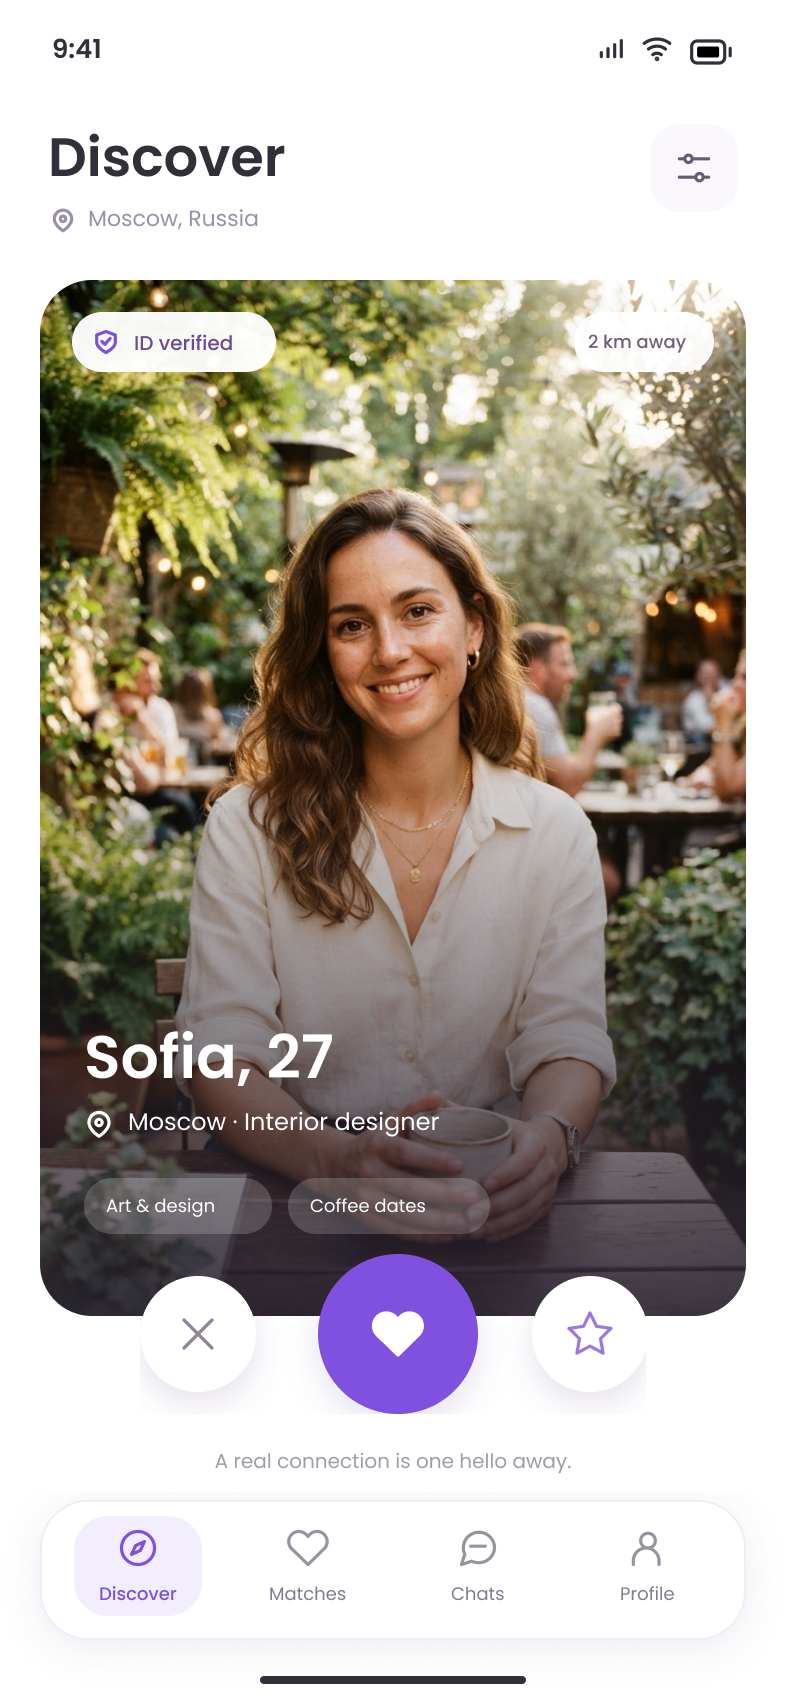 9:41
Discover
Moscow, Russia
ID verified
2 km away
Sofia, 27
Moscow · Interior designer
Art & design
Coffee dates
A real connection is one hello away.
Discover
Matches
Chats
Profile